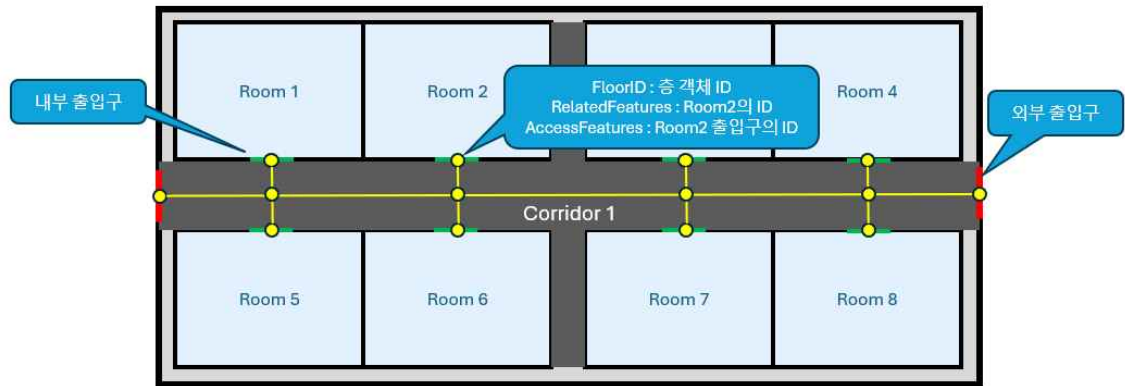 내부 출입구
Room 1
Room 2
FloorID : 층 객체 ID
RelatedFeatures : Room2의 ID
AccessFeatures : Room2 출입구의 ID
Room 4
외부 출입구
Corridor 1
Room 5
Room 6
Room 7
Room 8